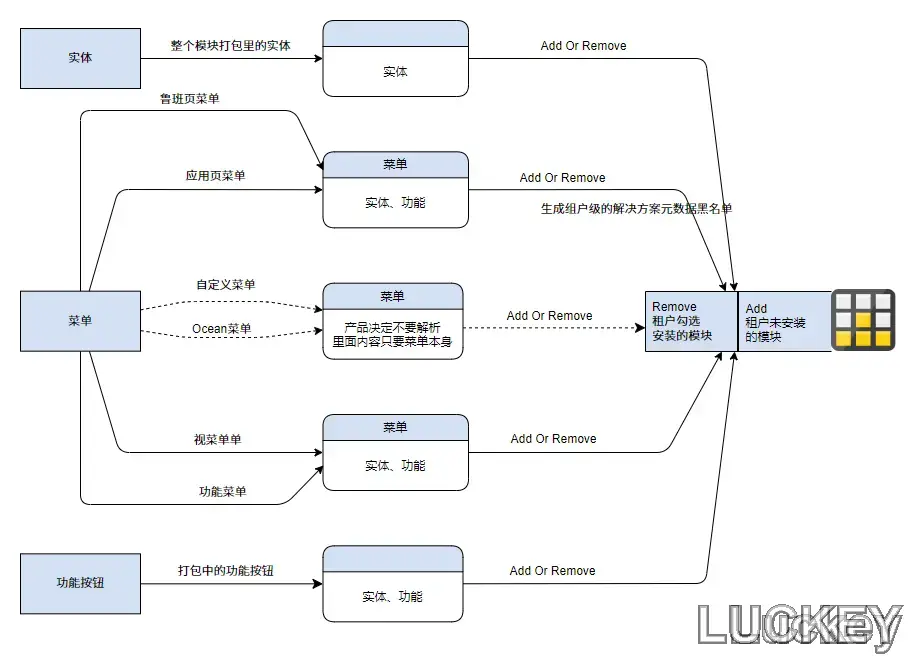 实体
整个模块打包里的实体
实体
Add Or Remove
鲁班页菜单
应用页菜单
菜单
实体、功能
Add Or Remove
生成组户级的解决方案元数据黑名单
菜单
自定义菜单
Ocean菜单
菜单
产品决定不要解析
里面内容只要菜单本身
Add Or Remove
Remove
租户勾选
安装的模块
Add
租户未安装
的模块
视菜单单
功能菜单
菜单
实体、功能
Add Or Remove
功能按钮
打包中的功能按钮
实体、功能
Add Or Remove
LUCKEY